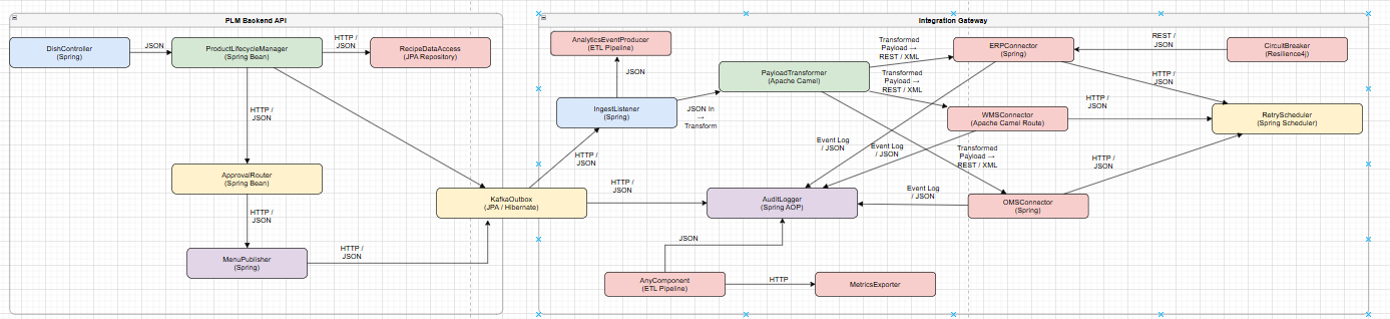 PLM Backend API
DishController
(Spring)
JSON
ProductLifecycleManager
(Spring Bean)
HTTP /
JSON
RecipeDataAccess
(JPA Repository)
HTTP /
JSON
ApprovalRouter
(Spring Bean)
HTTP /
JSON
MenuPublisher
(Spring)
HTTP /
JSON
KafkaOutbox
(JPA / Hibernate)
HTTP /
JSON
HTTP /
JSON
Integration Gateway
AnalyticsEventProducer
(ETL Pipeline)
JSON
IngestListener
(Spring)
JSON In
→
Transform
PayloadTransformer
(Apache Camel)
Transformed
Payload →
REST / XML
Transformed
Payload →
REST / XML
ERPConnector
(Spring)
REST /
JSON
CircuitBreaker
(Resilience4j)
HTTP /
JSON
WMSConnector
(Apache Camel Route)
HTTP /
JSON
RetryScheduler
(Spring Scheduler)
Event Log
/ JSON
Event Log
/ JSON
Transformed
Payload →
REST / XML
HTTP /
JSON
AuditLogger
(Spring AOP)
Event Log
/ JSON
OMSConnector
(Spring)
JSON
AnyComponent
(ETL Pipeline)
HTTP
MetricsExporter